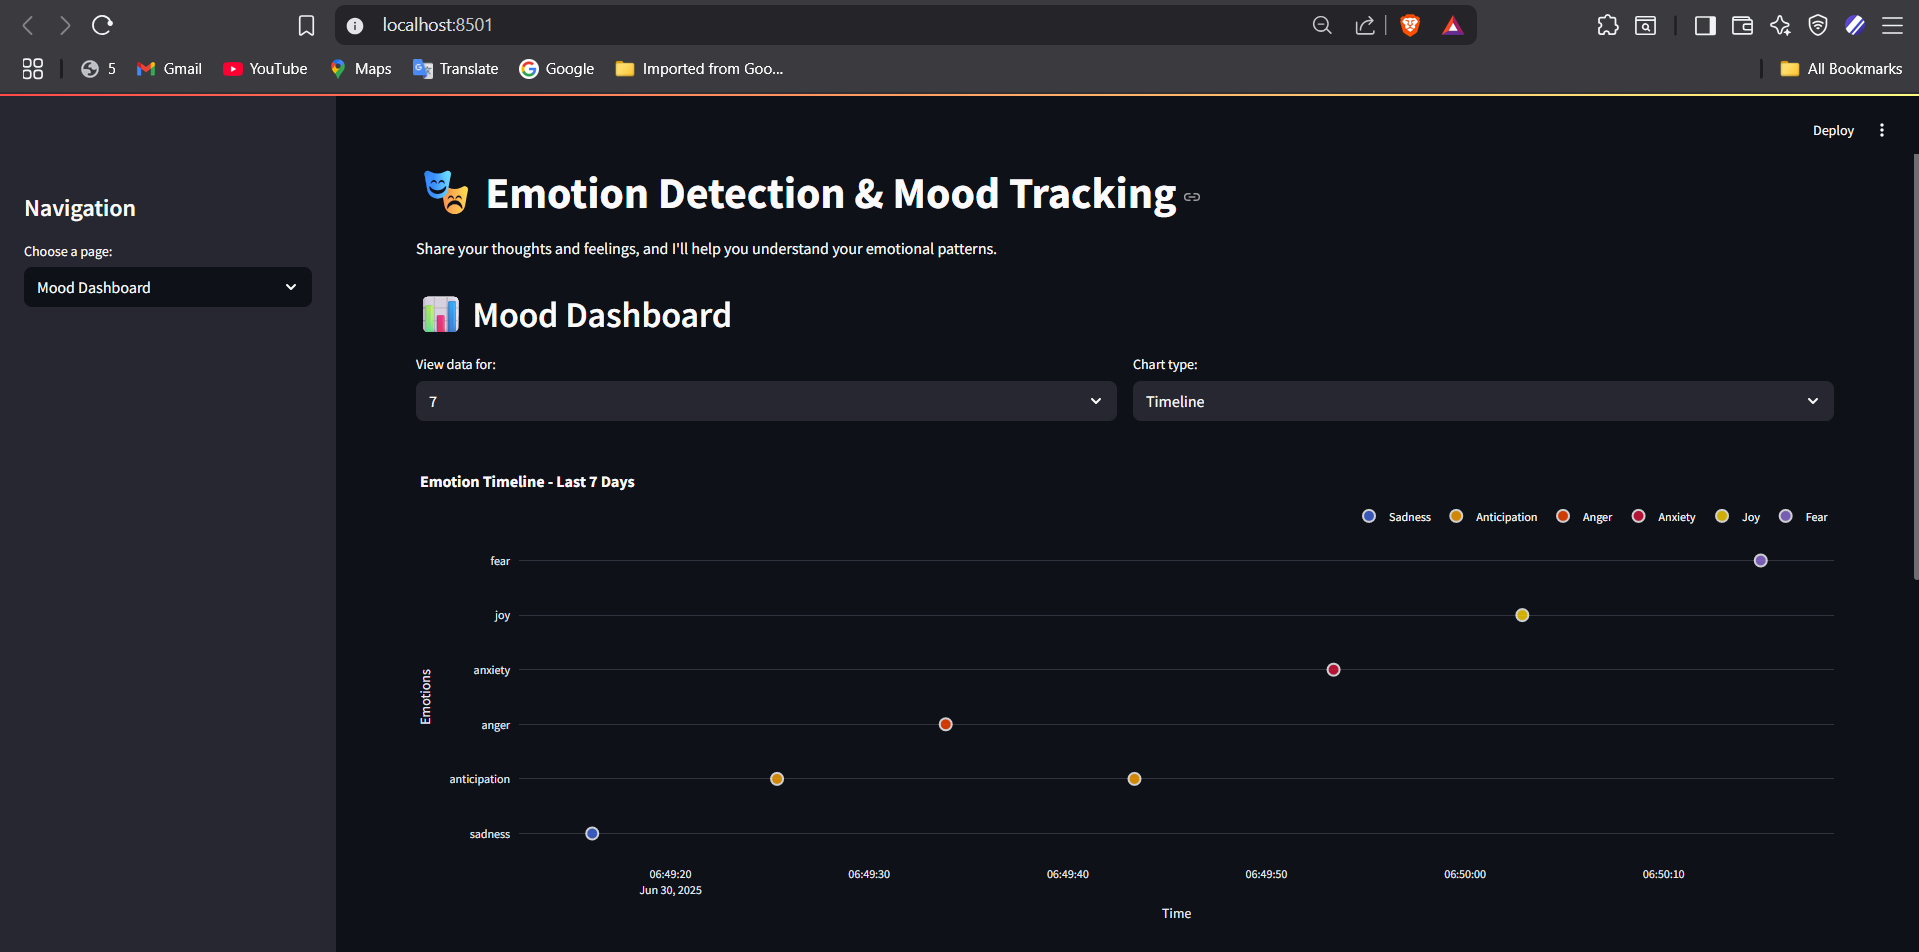 localhost:8501
5 Gmail YouTube Maps Translate Google Imported from Goo... All Bookmarks
Deploy
Navigation
Choose a page:
Mood Dashboard
Emotion Detection & Mood Tracking
Share your thoughts and feelings, and I'll help you understand your emotional patterns.
Mood Dashboard
View data for: Chart type:
7 Timeline
Emotion Timeline - Last 7 Days
Sadness Anticipation Anger Anxiety Joy Fear
fear
joy
anxiety
anger
anticipation
sadness
Emotions
06:49:20 06:49:30 06:49:40 06:49:50 06:50:00 06:50:10
Jun 30, 2025
Time